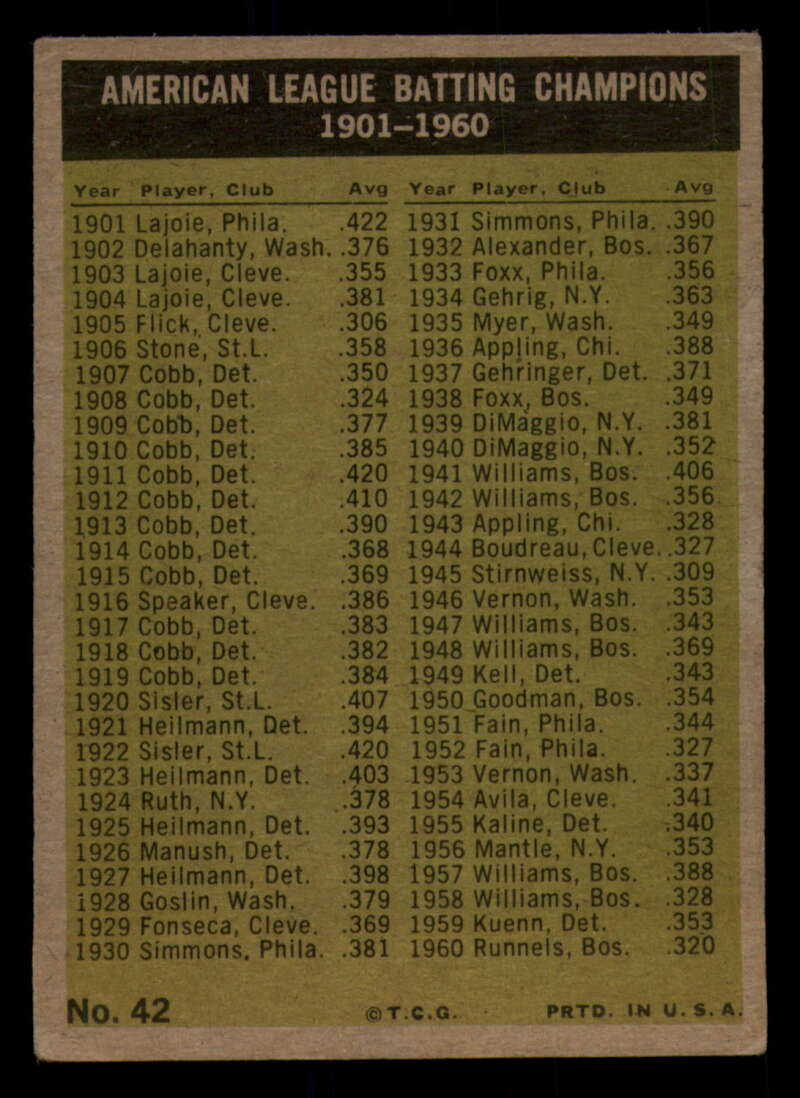 AMERICAN LEAGUE BATTING CHAMPIONS
1901–1960
Year Player, Club Avg
1901 Lajoie, Phila. .422
1902 Delahanty, Wash. .376
1903 Lajoie, Cleve. .355
1904 Lajoie, Cleve. .381
1905 Flick, Cleve. .306
1906 Stone, St.L. .358
1907 Cobb, Det. .350
1908 Cobb, Det. .324
1909 Cobb, Det. .377
1910 Cobb, Det. .385
1911 Cobb, Det. .420
1912 Cobb, Det. .410
1913 Cobb, Det. .390
1914 Cobb, Det. .368
1915 Cobb, Det. .369
1916 Speaker, Cleve. .386
1917 Cobb, Det. .383
1918 Cobb, Det. .382
1919 Cobb, Det. .384
1920 Sisler, St.L. .407
1921 Heilmann, Det. .394
1922 Sisler, St.L. .420
1923 Heilmann, Det. .403
1924 Ruth, N.Y. .378
1925 Heilmann, Det. .393
1926 Manush, Det. .378
1927 Heilmann, Det. .398
1928 Goslin, Wash. .379
1929 Fonseca, Cleve. .369
1930 Simmons, Phila. .381
Year Player, Club Avg
1931 Simmons, Phila. .390
1932 Alexander, Bos. .367
1933 Foxx, Phila. .356
1934 Gehrig, N.Y. .363
1935 Myer, Wash. .349
1936 Appling, Chi. .388
1937 Gehringer, Det. .371
1938 Foxx, Bos. .349
1939 DiMaggio, N.Y. .381
1940 DiMaggio, N.Y. .352
1941 Williams, Bos. .406
1942 Williams, Bos. .356
1943 Appling, Chi. .328
1944 Boudreau, Cleve. .327
1945 Stirnweiss, N.Y. .309
1946 Vernon, Wash. .353
1947 Williams, Bos. .343
1948 Williams, Bos. .369
1949 Kell, Det. .343
1950 Goodman, Bos. .354
1951 Fain, Phila. .344
1952 Fain, Phila. .327
1953 Vernon, Wash. .337
1954 Avila, Cleve. .341
1955 Kaline, Det. .340
1956 Mantle, N.Y. .353
1957 Williams, Bos. .388
1958 Williams, Bos. .328
1959 Kuenn, Det. .353
1960 Runnels, Bos. .320
No. 42 © T.C.G. PRTD. IN U.S.A.